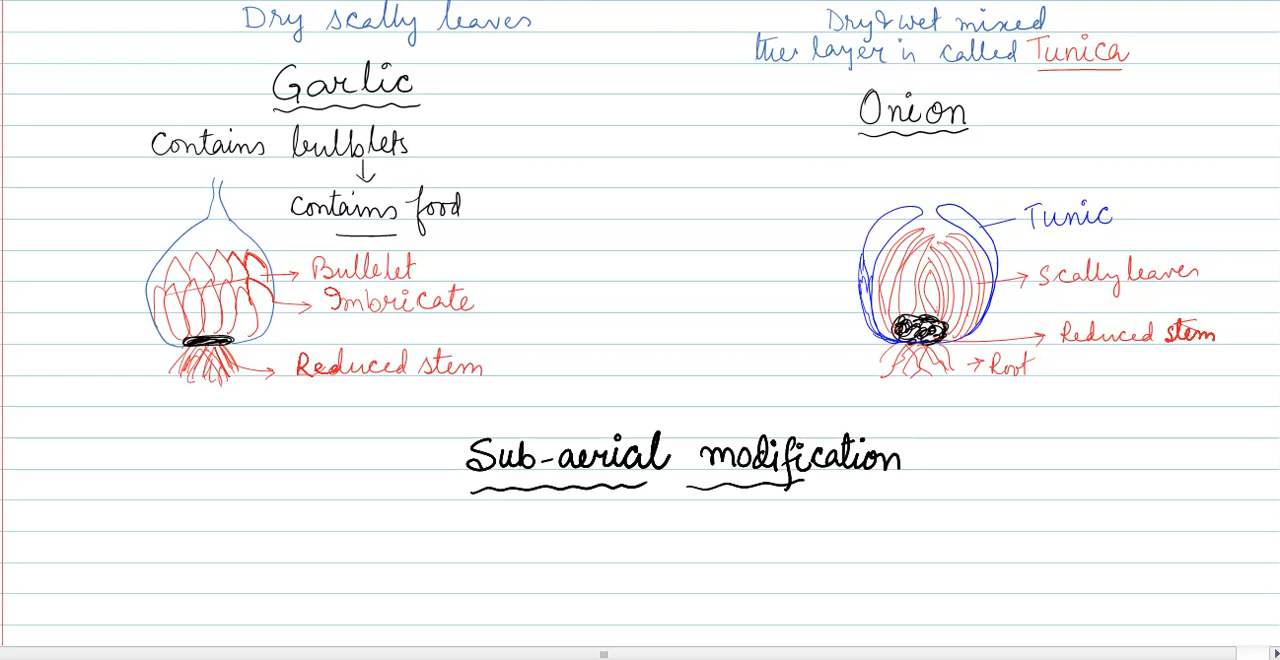 Dry scally leaves
Dry & wet mixed
the layer is called Tunica
Garlic
Onion
Contains bulblets
Contains food
Tunic
Bullelet
Imbricate
Scally leaves
Reduced stem
Reduced stem
Root
Sub-aerial modification